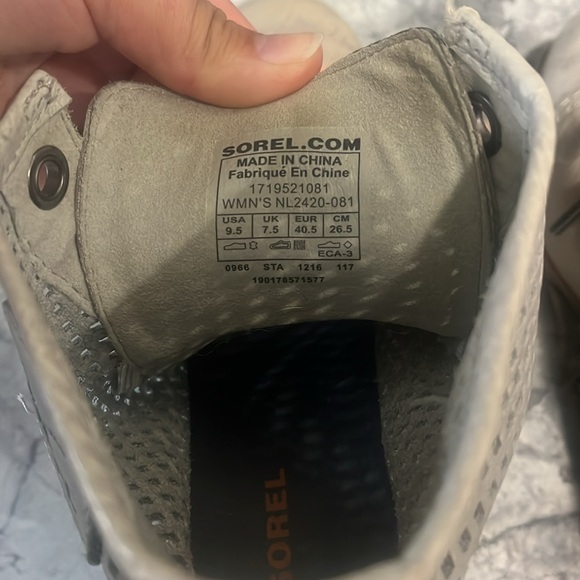 SOREL.COM
MADE IN CHINA
Fabriqué En Chine
1719521081
WMN'S NL2420-081
USA UK EUR CM
9.5 7.5 40.5 26.5
ECA-3
0966 STA 1216 117
190178571577
SOREL